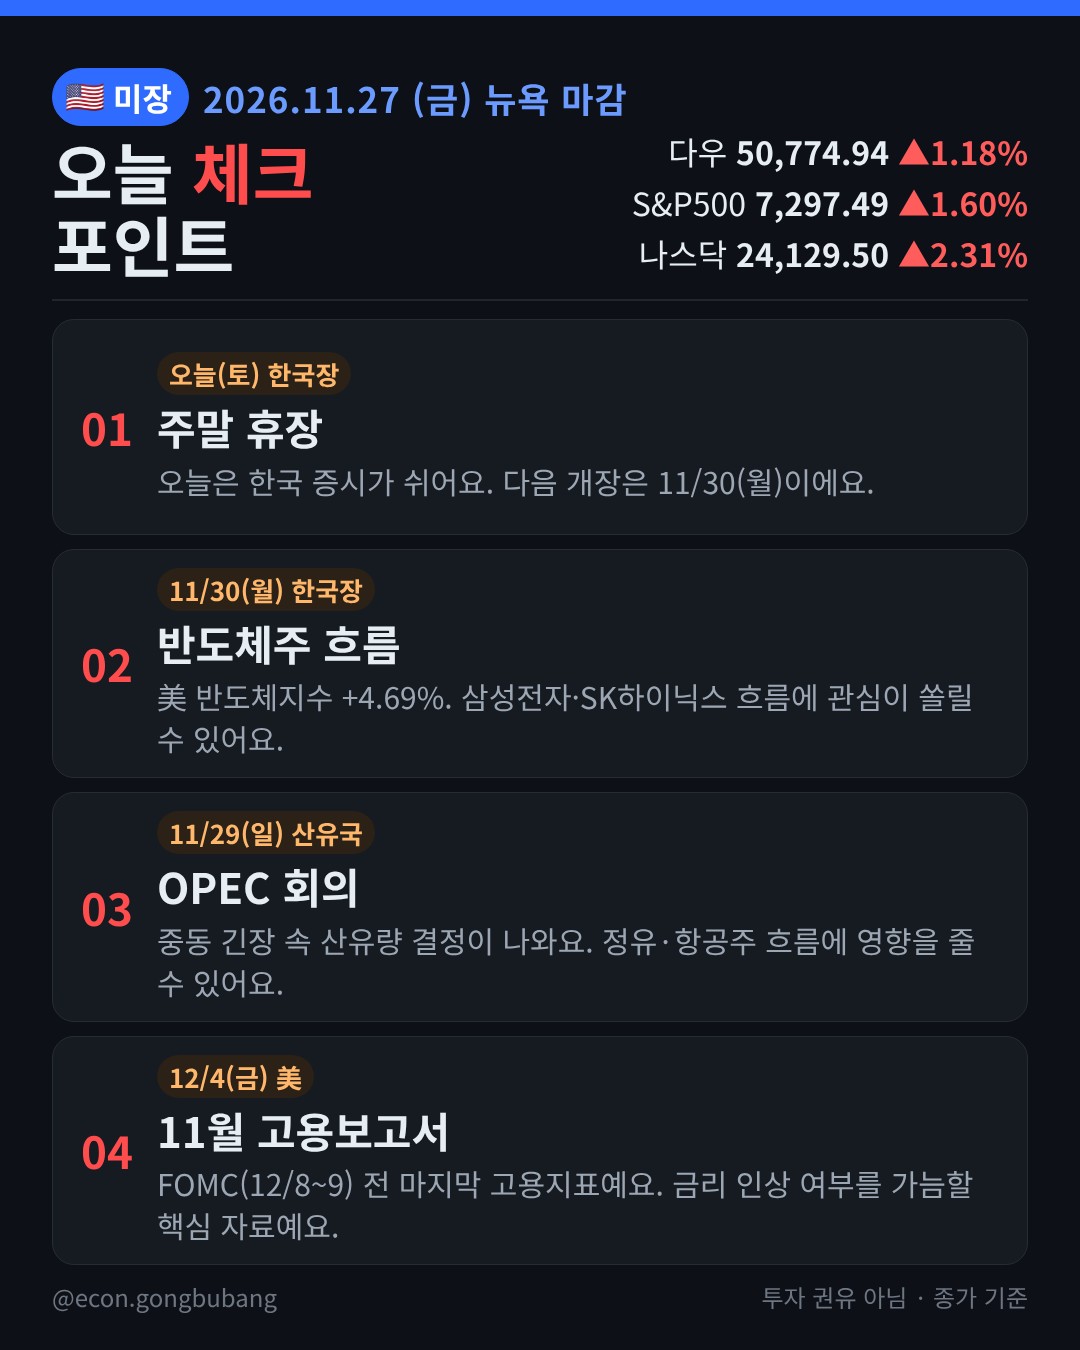 미장 2026.11.27 (금) 뉴욕 마감
오늘 체크
포인트
다우 50,774.94 ▲1.18%
S&P500 7,297.49 ▲1.60%
나스닥 24,129.50 ▲2.31%
01
오늘(토) 한국장
주말 휴장
오늘은 한국 증시가 쉬어요. 다음 개장은 11/30(월)이에요.
02
11/30(월) 한국장
반도체주 흐름
美 반도체지수 +4.69%. 삼성전자·SK하이닉스 흐름에 관심이 쏠릴
수 있어요.
03
11/29(일) 산유국
OPEC 회의
중동 긴장 속 산유량 결정이 나와요. 정유·항공주 흐름에 영향을 줄
수 있어요.
04
12/4(금) 美
11월 고용보고서
FOMC(12/8~9) 전 마지막 고용지표예요. 금리 인상 여부를 가늠할
핵심 자료예요.
@econ.gongbubang
투자 권유 아님 · 종가 기준